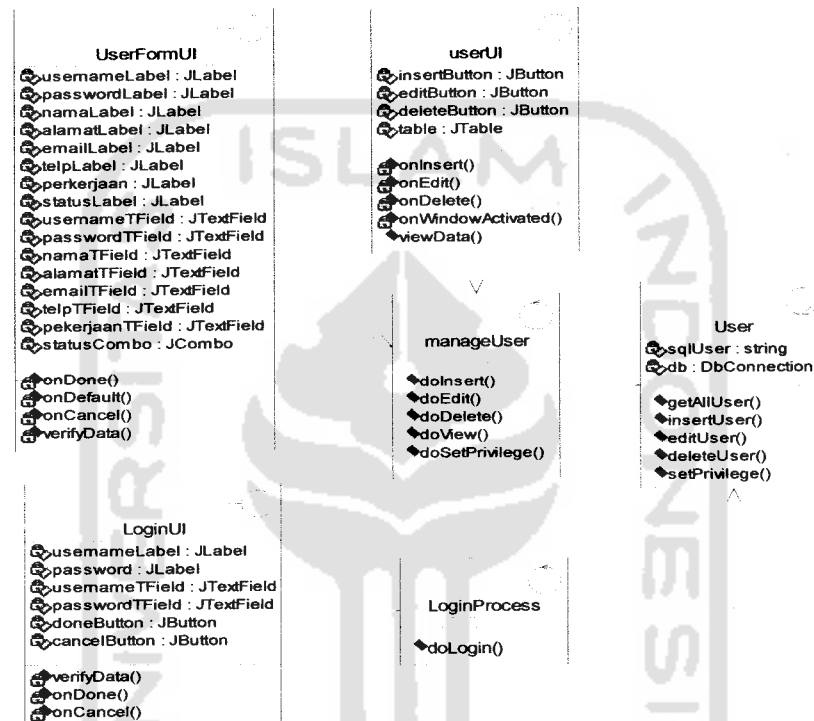 UserFormUI
usernameLabel : JLabel
passwordLabel : JLabel
namaLabel : JLabel
alamatLabel : JLabel
emailLabel : JLabel
telpLabel : JLabel
perkerjaan : JLabel
statusLabel : JLabel
usernameTField : JTextField
passwordTField : JTextField
namaTField : JTextField
alamatTField : JTextField
emailTField : JTextField
telpTField : JTextField
pekerjaanTField : JTextField
statusCombo : JCombo
onDone()
onDefault()
onCancel()
verifyData()
userUI
insertButton : JButton
editButton : JButton
deleteButton : JButton
table : JTable
onInsert()
onEdit()
onDelete()
onWindowActivated()
viewData()
manageUser
doInsert()
doEdit()
doDelete()
doView()
doSetPrivilege()
User
sqlUser : string
db : DbConnection
getAllUser()
insertUser()
editUser()
deleteUser()
setPrivilege()
LoginUI
usernameLabel : JLabel
password : JLabel
usernameTField : JTextField
passwordTField : JTextField
doneButton : JButton
cancelButton : JButton
verifyData()
onDone()
onCancel()
LoginProcess
doLogin()
ISLAM
INDONESI
VERSITA